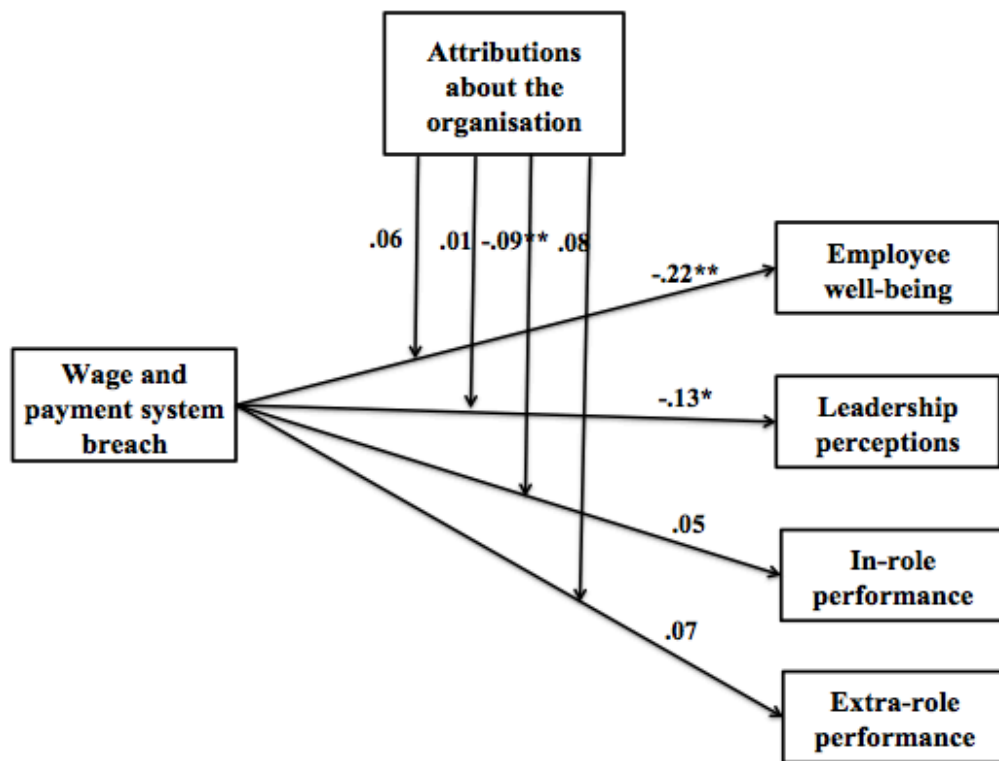 Attributions
about the
organisation
.06
.01
-.09**
.08
-.22**
Employee
well-being
Wage and
payment system
breach
-.13*
Leadership
perceptions
.05
In-role
performance
.07
Extra-role
performance